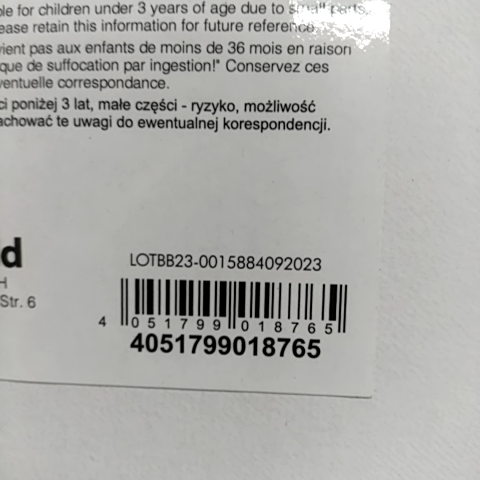 ble for children under 3 years of age due to small parts.
ease retain this information for future reference.
vient pas aux enfants de moins de 36 mois en raison
que de suffocation par ingestion!" Conservez ces
ventuelle correspondance.
ci poniżej 3 lat, małe części - ryzyko, możliwość
achować te uwagi do ewentualnej korespondencji.
d
H
Str. 6
LOTBB23-0015884092023
4 051799 018765
4051799018765